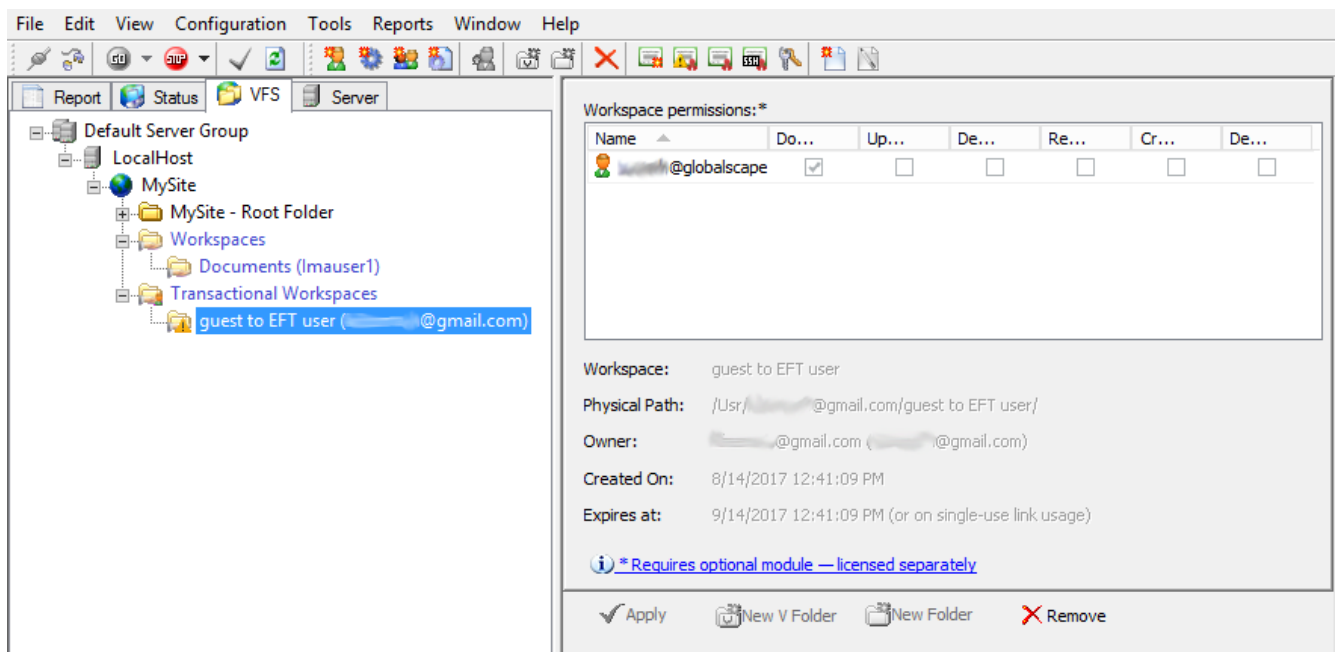 File Edit View Configuration Tools Reports Window Help
GO STOP SSH
Report Status VFS Server
Default Server Group
LocalHost
MySite
MySite - Root Folder
Workspaces
Documents (lmauser1)
Transactional Workspaces
guest to EFT user ( @gmail.com)
Workspace permissions:*
Name Do... Up... De... Re... Cr... De...
@globalscape
Workspace: guest to EFT user
Physical Path: /Usr/ @gmail.com/guest to EFT user/
Owner: @gmail.com ( @gmail.com)
Created On: 8/14/2017 12:41:09 PM
Expires at: 9/14/2017 12:41:09 PM (or on single-use link usage)
* Requires optional module — licensed separately
Apply New V Folder New Folder Remove